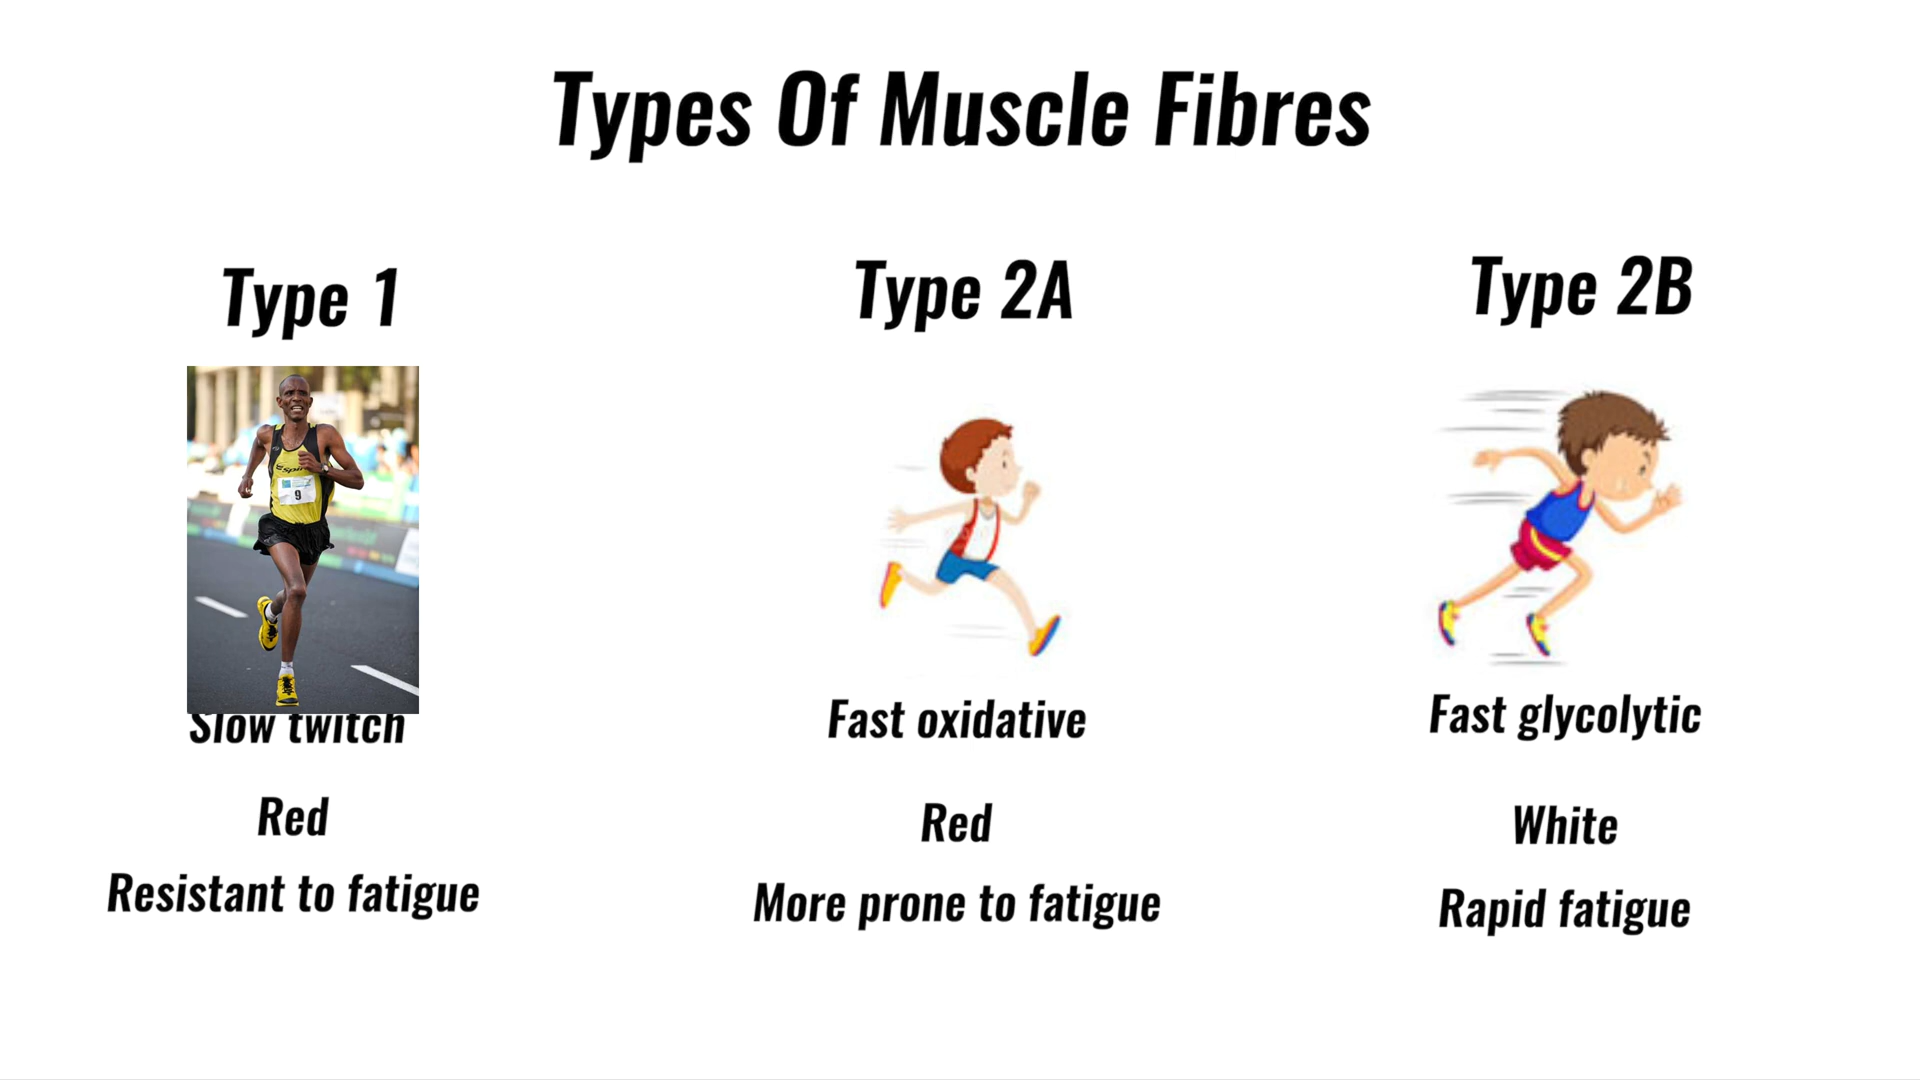 Types Of Muscle Fibres
Type 1
Type 2A
Type 2B
9
Slow twitch
Fast oxidative
Fast glycolytic
Red
Red
White
Resistant to fatigue
More prone to fatigue
Rapid fatigue